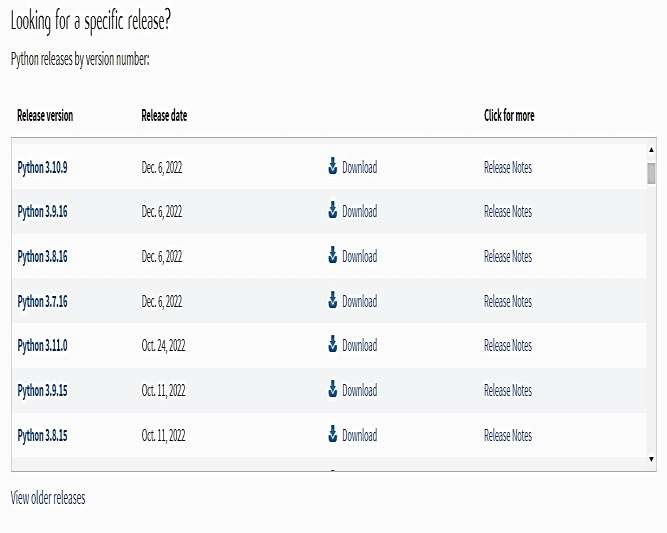 Looking for a specific release?
Python releases by version number:
Release version Release date Click for more
Python 3.10.9 Dec. 6, 2022 Download Release Notes
Python 3.9.16 Dec. 6, 2022 Download Release Notes
Python 3.8.16 Dec. 6, 2022 Download Release Notes
Python 3.7.16 Dec. 6, 2022 Download Release Notes
Python 3.11.0 Oct. 24, 2022 Download Release Notes
Python 3.9.15 Oct. 11, 2022 Download Release Notes
Python 3.8.15 Oct. 11, 2022 Download Release Notes
View older releases